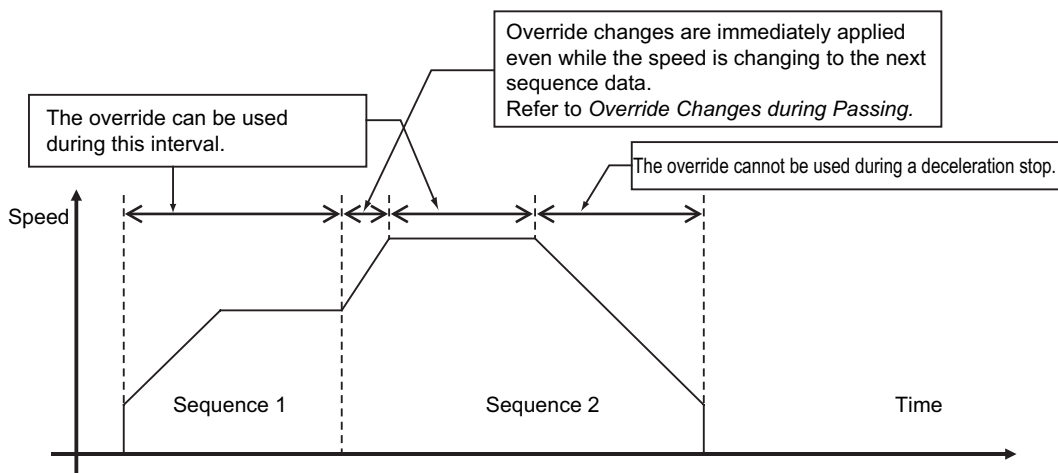 Override changes are immediately applied
even while the speed is changing to the next
sequence data.
Refer to Override Changes during Passing.
The override can be used
during this interval.
The override cannot be used during a deceleration stop.
Speed
Sequence 1
Sequence 2
Time